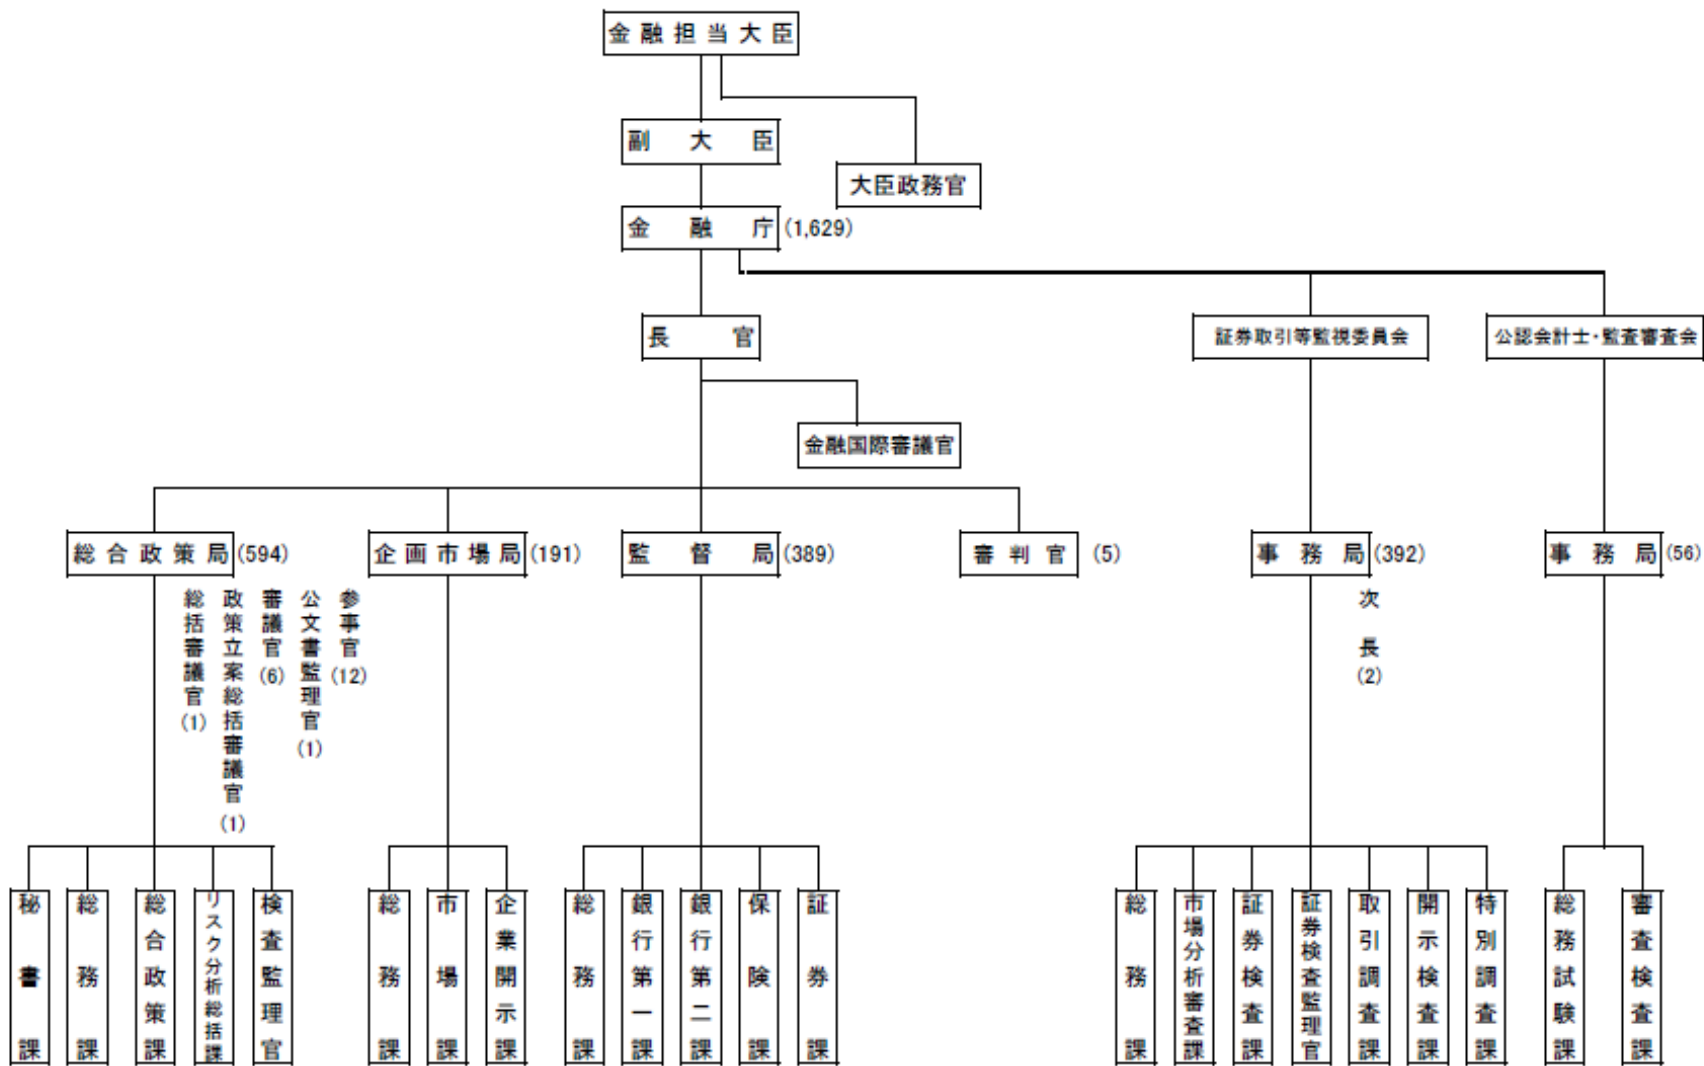 金融担当大臣
副大臣
大臣政務官
金融庁 (1,629)
長官
証券取引等監視委員会
公認会計士・監査審査会
金融国際審議官
総合政策局 (594)
企画市場局 (191)
監督局 (389)
審判官 (5)
事務局 (392)
事務局 (56)
総括審議官 (1)
政策立案総括審議官 (1)
審議官 (6)
公文書監理官 (1)
参事官 (12)
次長 (2)
秘書課
総務課
総合政策課
リスク分析総括課
検査監理官
総務課
市場課
企業開示課
総務課
銀行第一課
銀行第二課
保険課
証券課
総務課
市場分析審査課
証券検査課
証券検査監理官
取引調査課
開示検査課
特別調査課
総務試験課
審査検査課